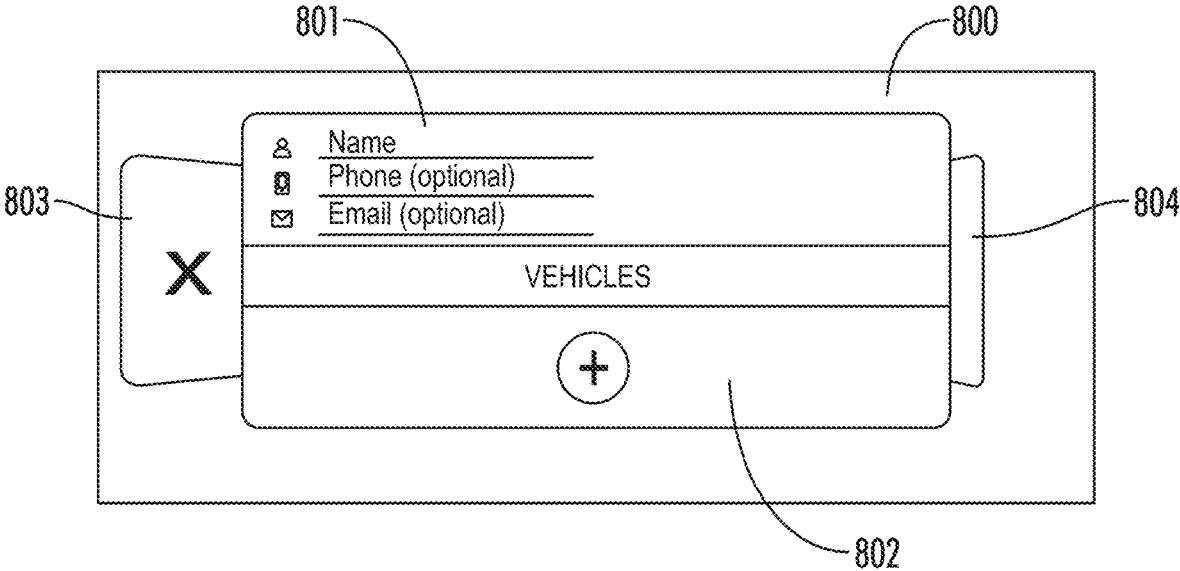 801
800
Name
Phone (optional)
803
Email (optional)
804
X
VEHICLES
+
802